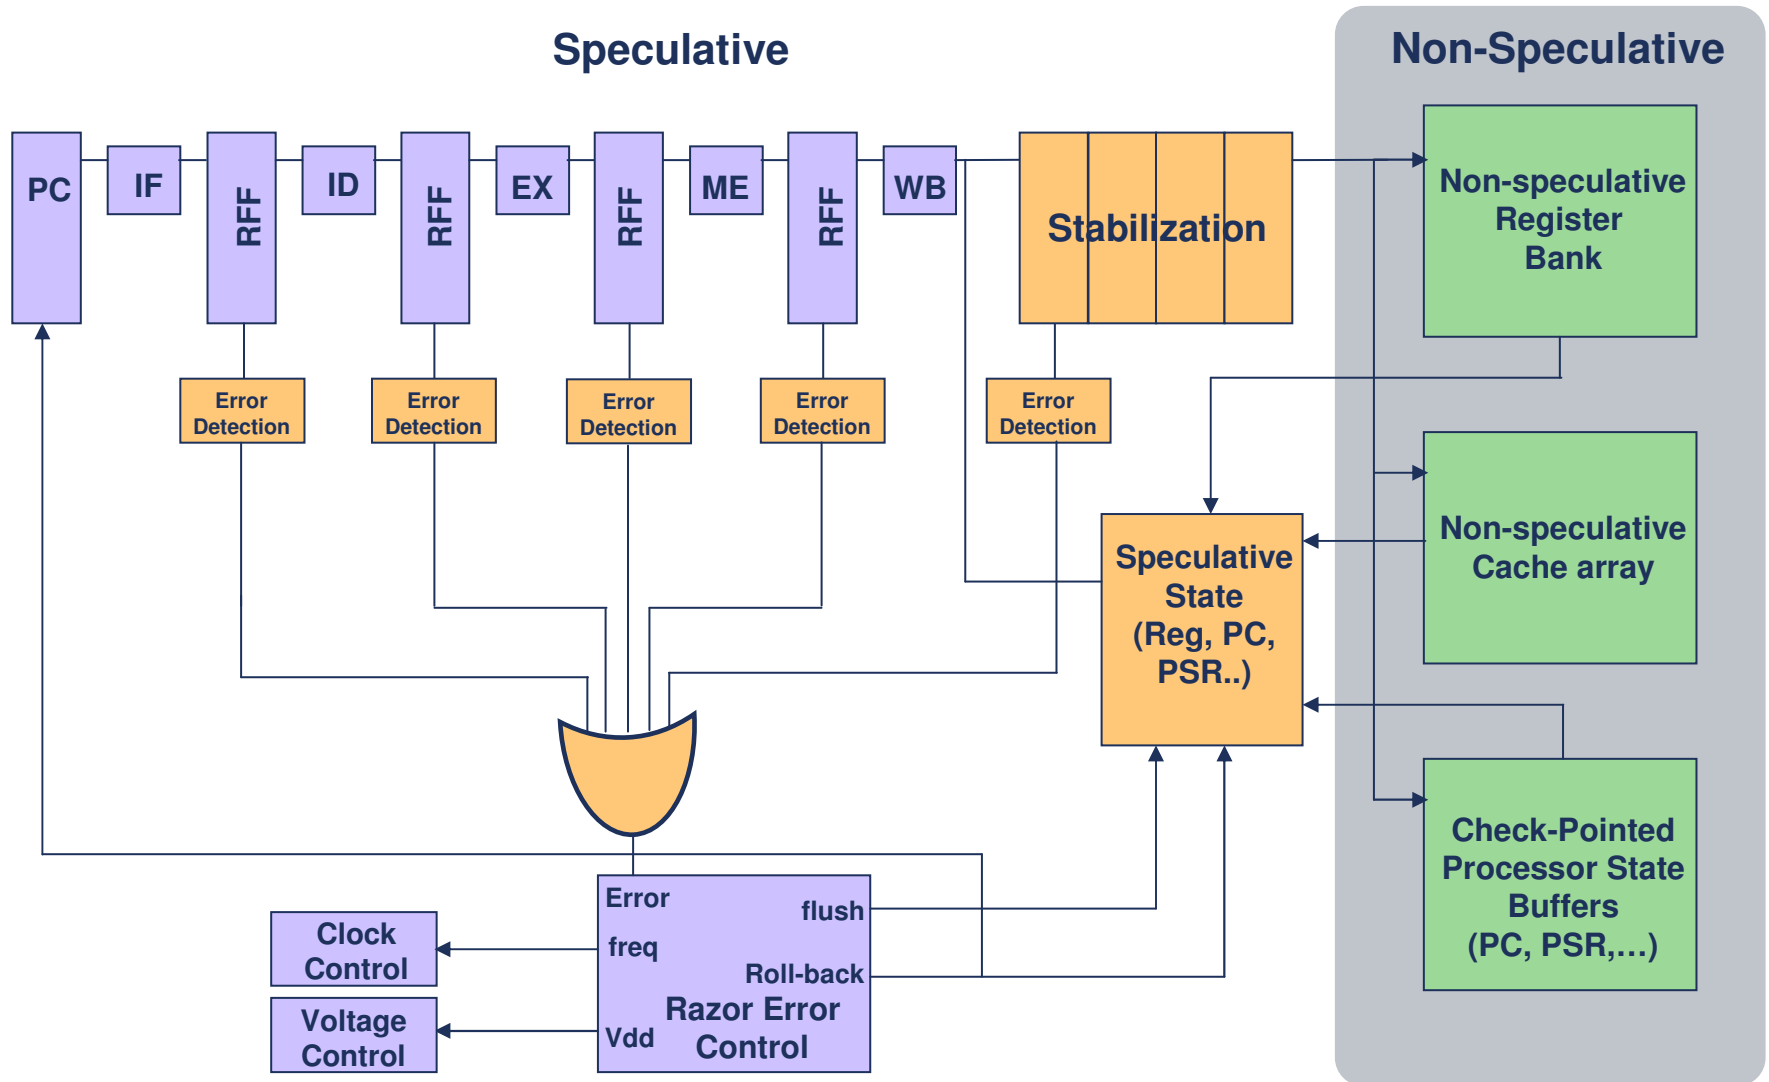 Speculative
Non-Speculative
PC
IF
RFF
ID
RFF
EX
RFF
ME
RFF
WB
Stabilization
Non-speculative
Register
Bank
Error
Detection
Error
Detection
Error
Detection
Error
Detection
Error
Detection
Speculative
State
(Reg, PC,
PSR..)
Non-speculative
Cache array
Check-Pointed
Processor State
Buffers
(PC, PSR,...)
Error
flush
freq
Roll-back
Vdd
Razor Error
Control
Clock
Control
Voltage
Control